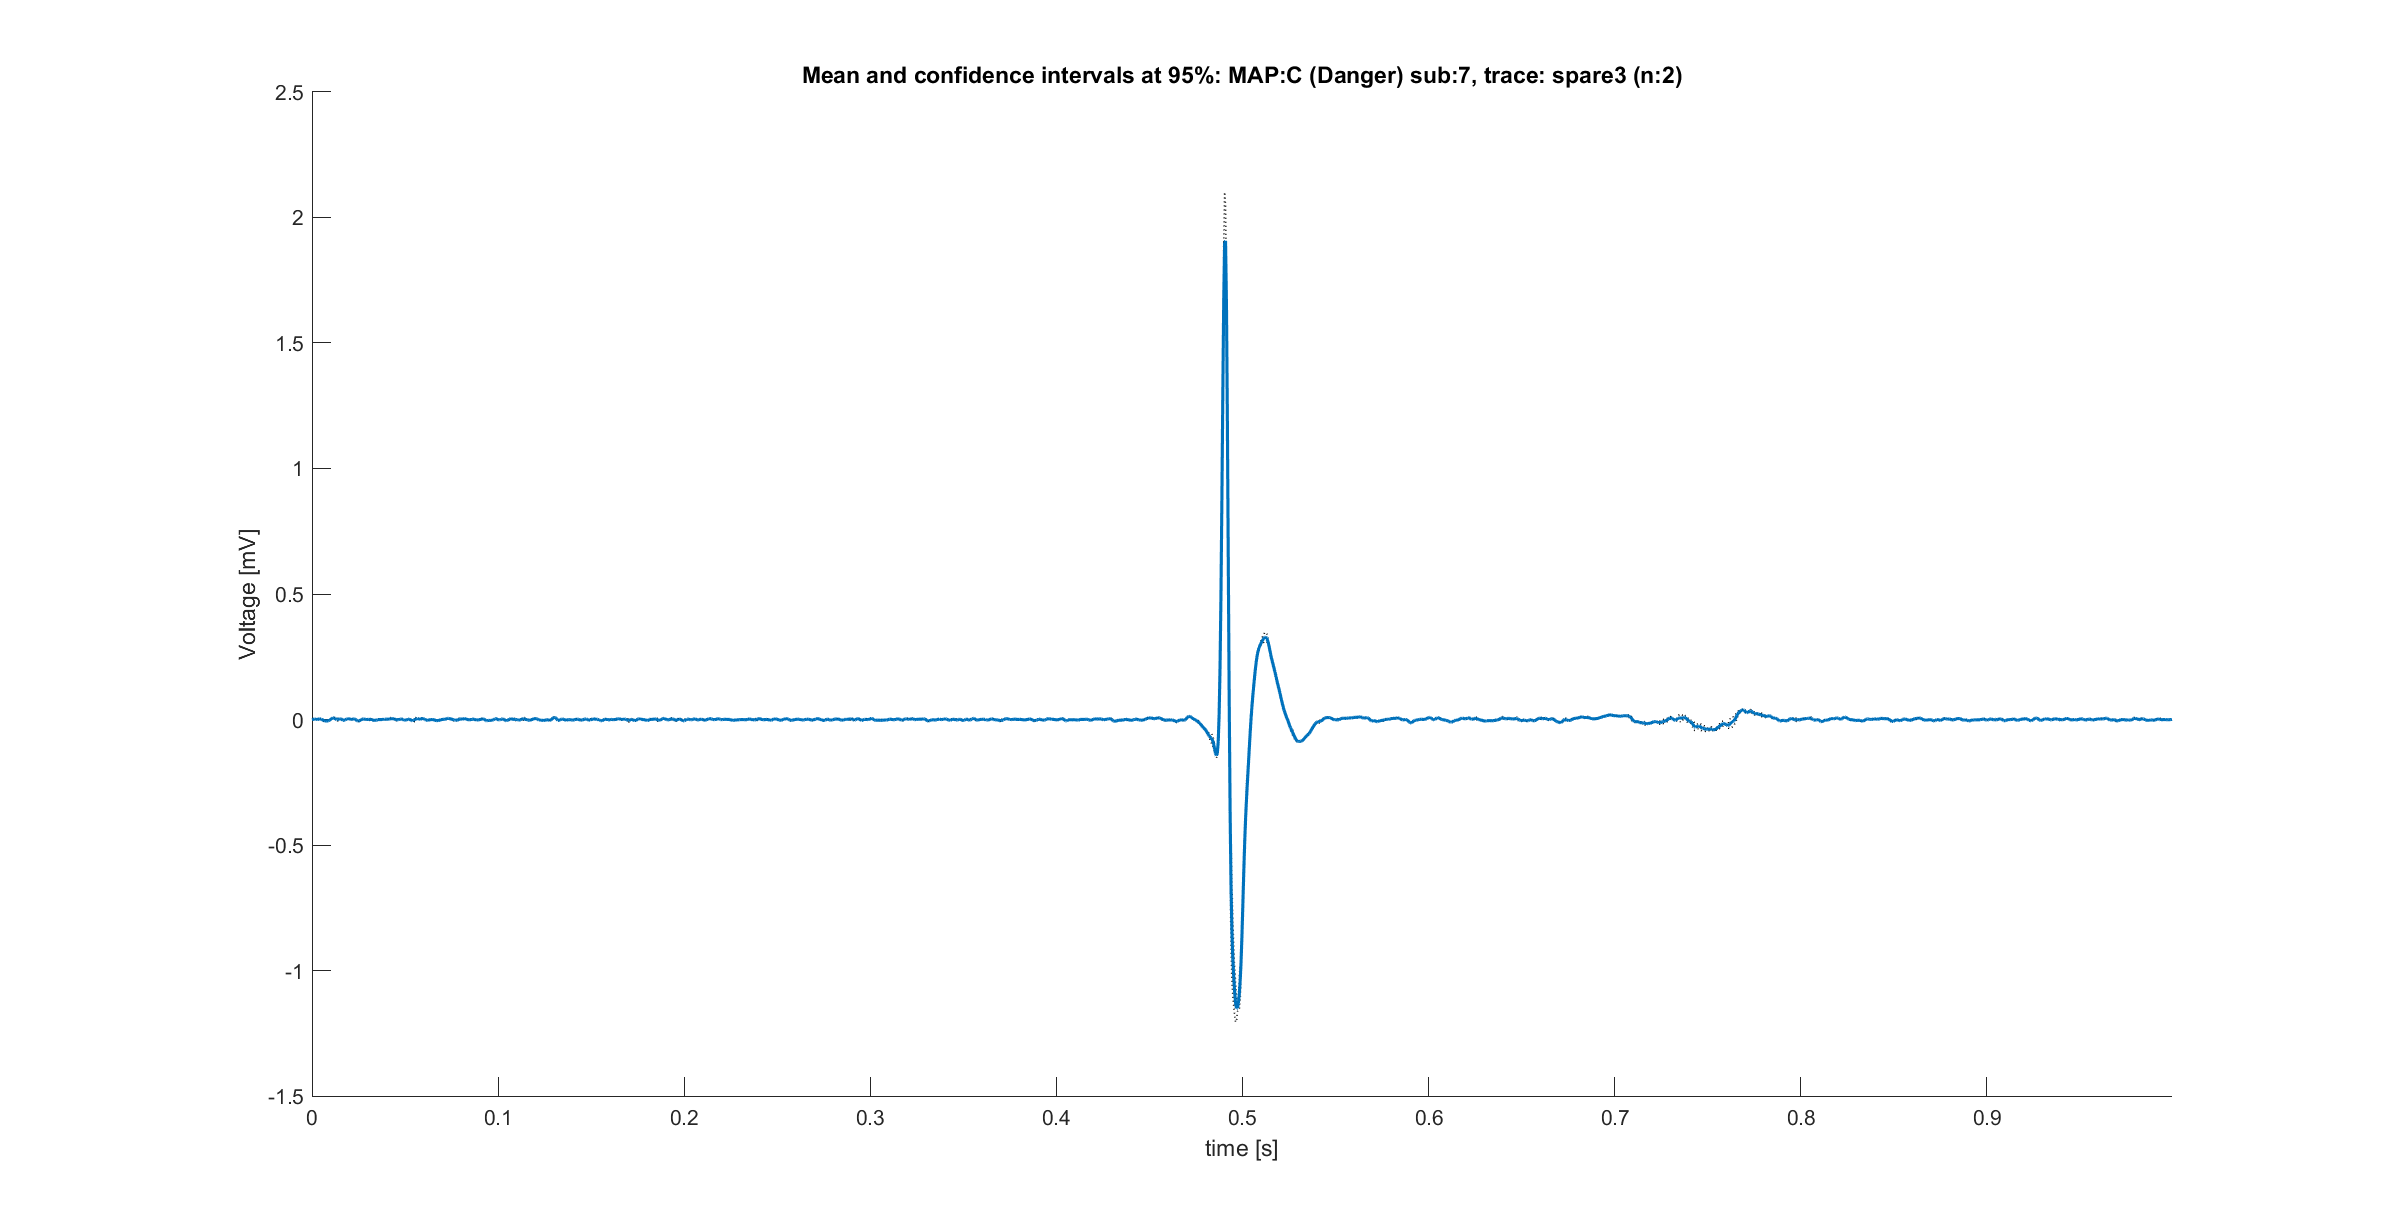 Mean and confidence intervals at 95%: MAP:C (Danger) sub:7, trace: spare3 (n:2)
2.5
2
1.5
1
0.5
0
-0.5
-1
-1.5
Voltage [mV]
0 0.1 0.2 0.3 0.4 0.5 0.6 0.7 0.8 0.9
time [s]